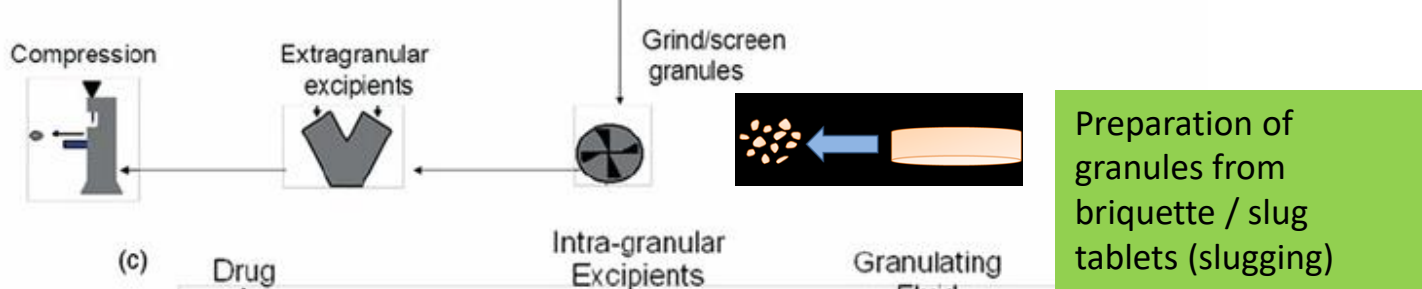 Compression
Extragranular
excipients
Grind/screen
granules
Preparation of
granules from
briquette / slug
tablets (slugging)
(c)
Drug
Intra-granular
Excipients
Granulating